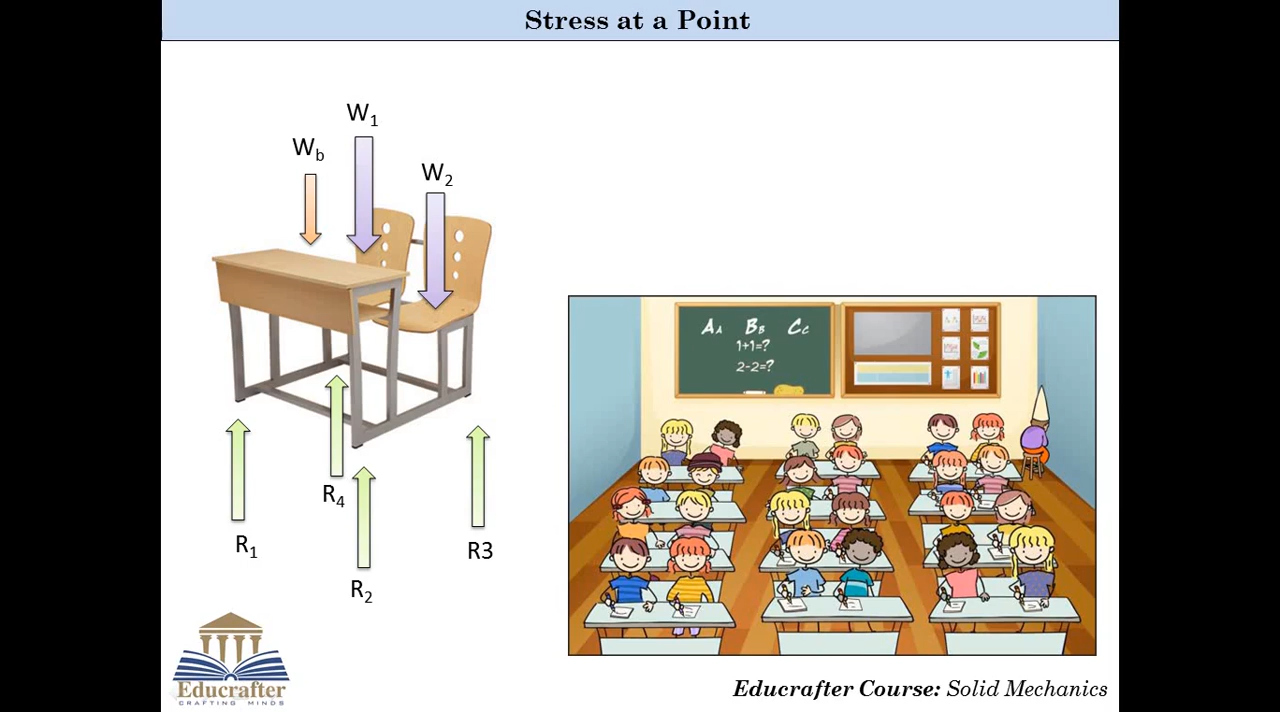 Stress at a Point
W1
Wb
W2
R4
R1
R3
R2
AA BB CC
1+1=?
2-2=?
Educrafter
CRAFTING MINDS
Educrafter Course: Solid Mechanics